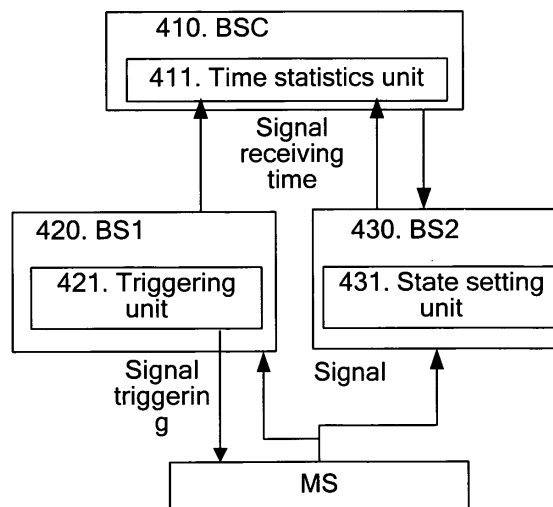 410. BSC
411. Time statistics unit
Signal
receiving
time
420. BS1
421. Triggering
unit
430. BS2
431. State setting
unit
Signal
triggerin
g
Signal
MS